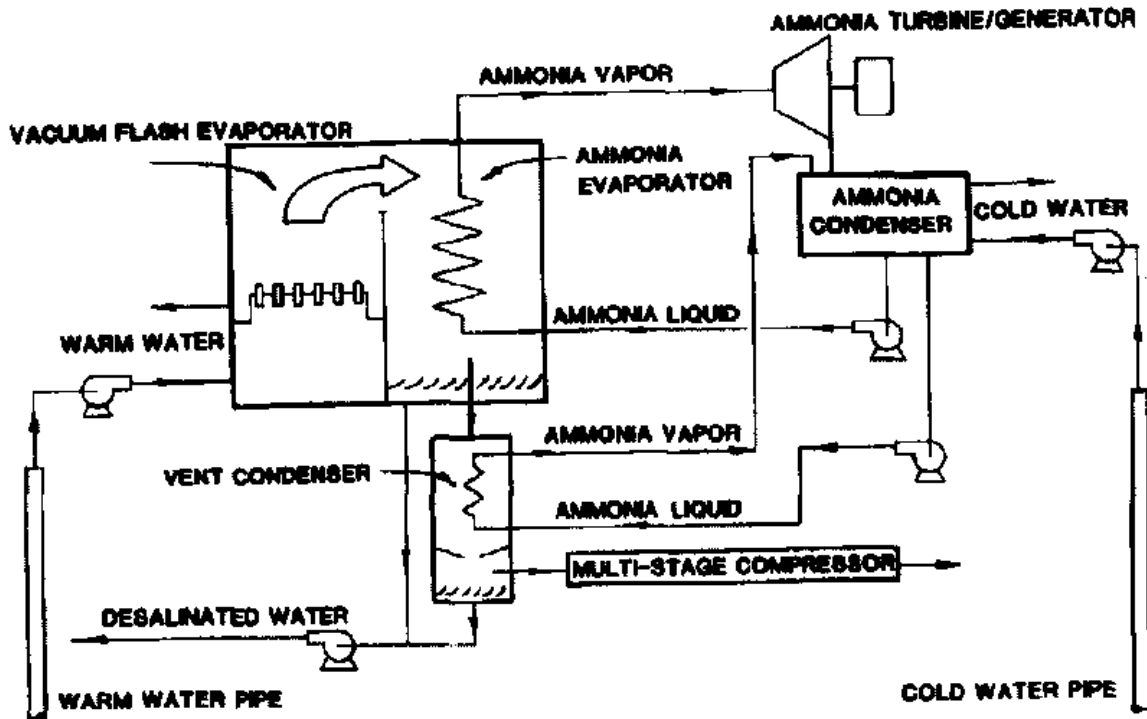 AMMONIA TURBINE/GENERATOR
AMMONIA VAPOR
VACUUM FLASH EVAPORATOR
AMMONIA
EVAPORATOR
AMMONIA
CONDENSER
COLD WATER
AMMONIA LIQUID
WARM WATER
AMMONIA VAPOR
VENT CONDENSER
AMMONIA LIQUID
MULTI-STAGE COMPRESSOR
DESALINATED WATER
WARM WATER PIPE
COLD WATER PIPE